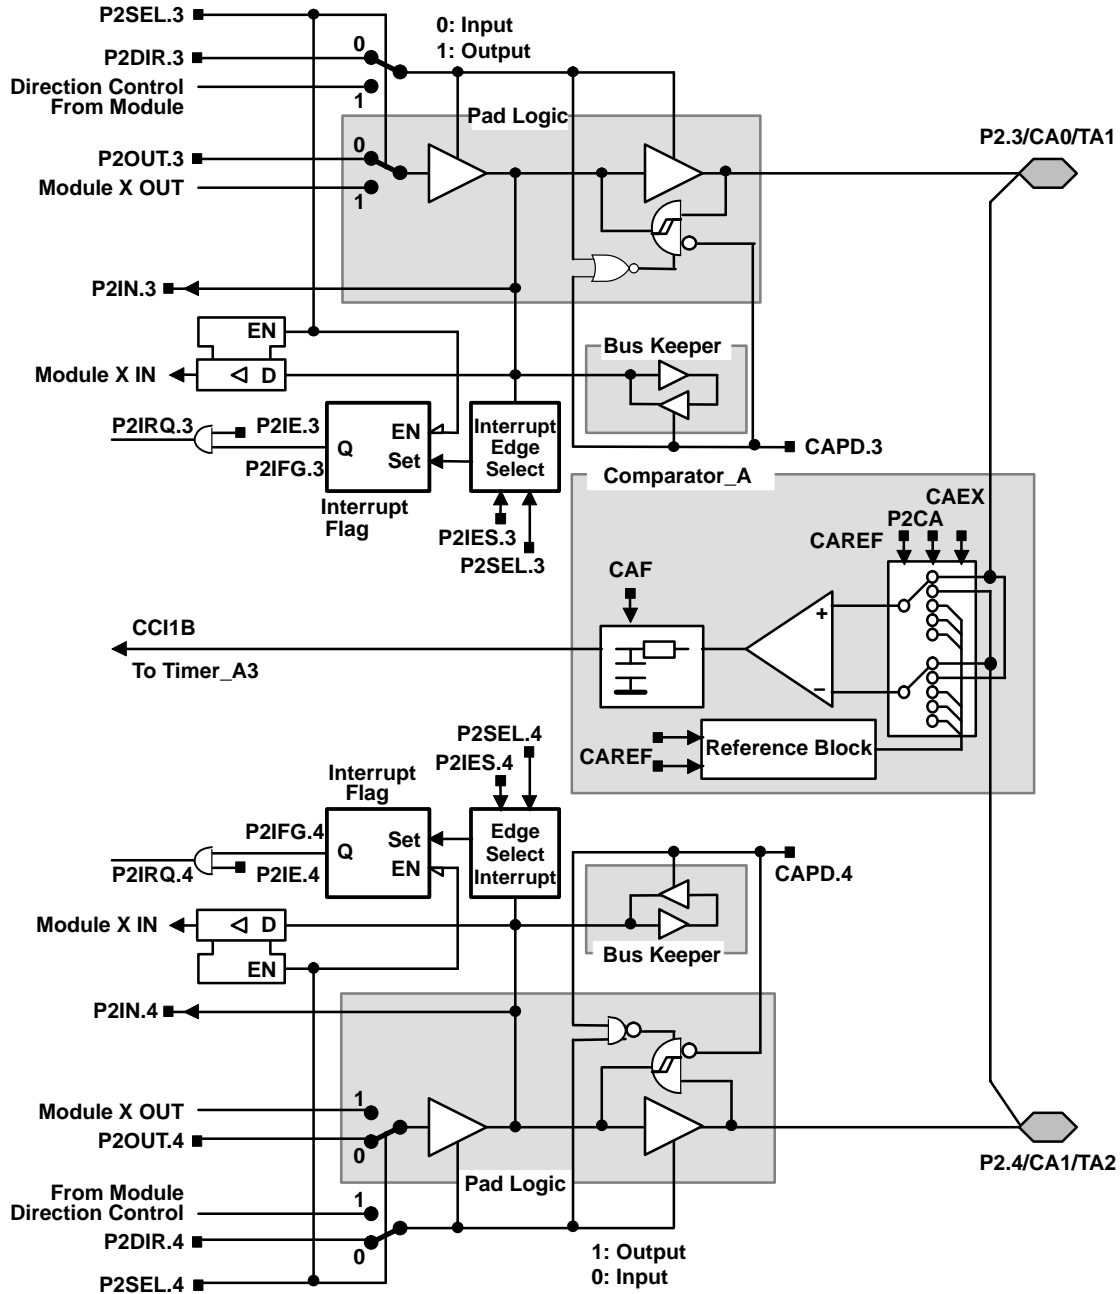 P2SEL.3
P2DIR.3
0
0: Input
1: Output
Direction Control
From Module
1
Pad Logic
P2OUT.3
0
Module X OUT
1
P2.3/CA0/TA1
P2IN.3
EN
Module X IN
D
Bus Keeper
P2IRQ.3
P2IE.3
P2IFG.3
Q
EN
Set
Interrupt
Edge
Select
CAPD.3
Interrupt
Flag
P2IES.3
P2SEL.3
Comparator_A
CAEX
P2CA
CAREF
CAF
CCI1B
To Timer_A3
+
−
Reference Block
CAREF
P2SEL.4
P2IES.4
Interrupt
Flag
P2IFG.4
Q
Set
EN
Edge
Select
Interrupt
P2IRQ.4
P2IE.4
CAPD.4
Module X IN
D
EN
Bus Keeper
P2IN.4
Module X OUT
1
P2OUT.4
0
Pad Logic
P2.4/CA1/TA2
From Module
Direction Control
1
P2DIR.4
0
1: Output
0: Input
P2SEL.4